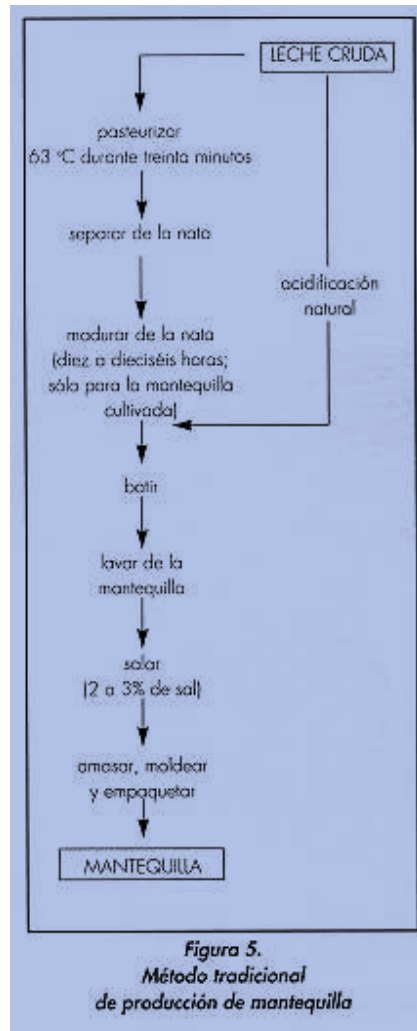 LECHE CRUDA
pasteurizar
63 °C durante treinta minutos
separar de la nata
acidificación
natural
madurar de la nata
(diez a dieciséis horas;
sólo para la mantequilla
cultivada)
batir
lavar de la
mantequilla
salar
(2 a 3% de sal)
amasar, moldear
y empaquetar
MANTEQUILLA
Figura 5.
Método tradicional
de producción de mantequilla